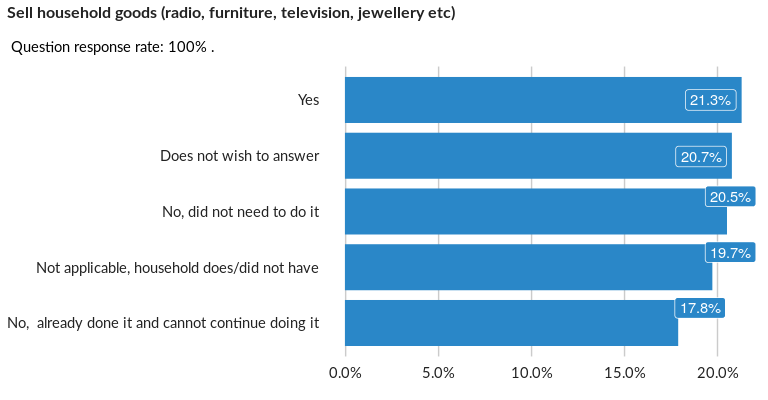 Sell household goods (radio, furniture, television, jewellery etc)
Question response rate: 100% .
Yes 21.3%
Does not wish to answer 20.7%
No, did not need to do it 20.5%
Not applicable, household does/did not have 19.7%
No,  already done it and cannot continue doing it 17.8%
0.0% 5.0% 10.0% 15.0% 20.0%